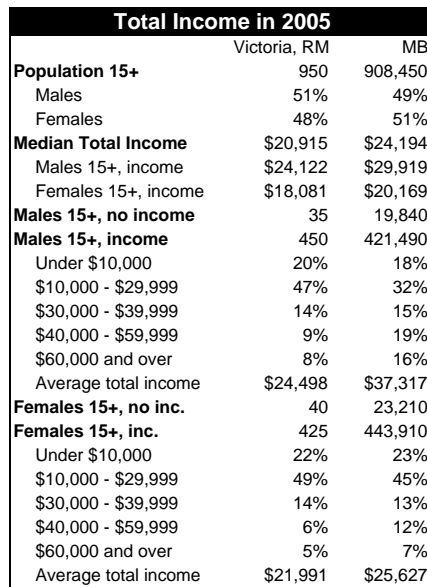 Total Income in 2005
Victoria, RM MB
Population 15+ 950 908,450
Males 51% 49%
Females 48% 51%
Median Total Income $20,915 $24,194
Males 15+, income $24,122 $29,919
Females 15+, income $18,081 $20,169
Males 15+, no income 35 19,840
Males 15+, income 450 421,490
Under $10,000 20% 18%
$10,000 - $29,999 47% 32%
$30,000 - $39,999 14% 15%
$40,000 - $59,999 9% 19%
$60,000 and over 8% 16%
Average total income $24,498 $37,317
Females 15+, no inc. 40 23,210
Females 15+, inc. 425 443,910
Under $10,000 22% 23%
$10,000 - $29,999 49% 45%
$30,000 - $39,999 14% 13%
$40,000 - $59,999 6% 12%
$60,000 and over 5% 7%
Average total income $21,991 $25,627